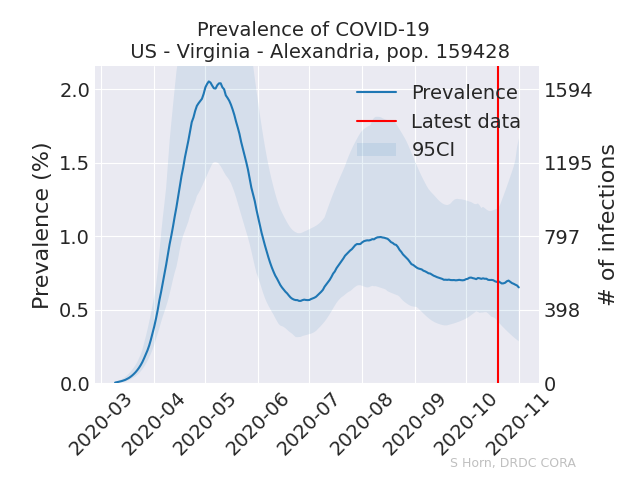 Prevalence of COVID-19
US - Virginia - Alexandria, pop. 159428
Prevalence (%)
2.0
1.5
1.0
0.5
0.0
Prevalence
Latest data
95CI
1594
1195
797
398
0
# of infections
2020-03
2020-04
2020-05
2020-06
2020-07
2020-08
2020-09
2020-10
2020-11
S Horn, DRDC CORA